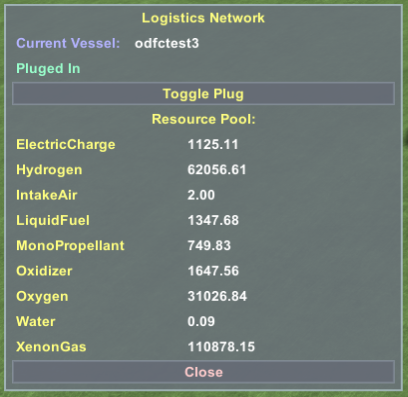 Logistics Network
Current Vessel: odfctest3
Pluged In
Toggle Plug
Resource Pool:
ElectricCharge 1125.11
Hydrogen 62056.61
IntakeAir 2.00
LiquidFuel 1347.68
MonoPropellant 749.83
Oxidizer 1647.56
Oxygen 31026.84
Water 0.09
XenonGas 110878.15
Close